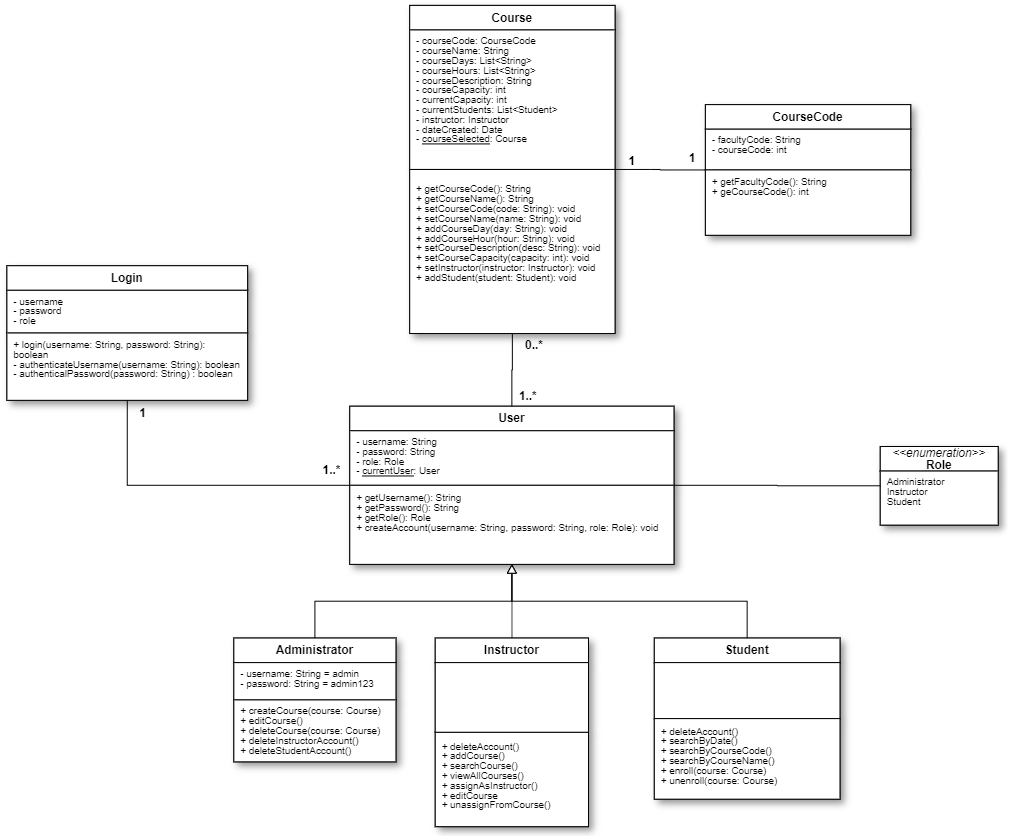 Course
- courseCode: CourseCode
- courseName: String
- courseDays: List<String>
- courseHours: List<String>
- courseDescription: String
- courseCapacity: int
- currentCapacity: int
- currentStudents: List<Student>
- instructor: Instructor
- dateCreated: Date
- courseSelected: Course
+ getCourseCode(): String
+ getCourseName(): String
+ setCourseCode(code: String): void
+ setCourseName(name: String): void
+ addCourseDay(day: String): void
+ addCourseHour(hour: String): void
+ setCourseDescription(desc: String): void
+ setCourseCapacity(capacity: int): void
+ setInstructor(instructor: Instructor): void
+ addStudent(student: Student): void
1
1
CourseCode
- facultyCode: String
- courseCode: int
+ getFacultyCode(): String
+ geCourseCode(): int
Login
- username
- password
- role
+ login(username: String, password: String):
boolean
- authenticateUsername(username: String): boolean
- authenticalPassword(password: String) : boolean
1
1..*
0..*
1..*
User
- username: String
- password: String
- role: Role
- currentUser: User
+ getUsername(): String
+ getPassword(): String
+ getRole(): Role
+ createAccount(username: String, password: String, role: Role): void
<<enumeration>>
Role
Administrator
Instructor
Student
Administrator
- username: String = admin
- password: String = admin123
+ createCourse(course: Course)
+ editCourse()
+ deleteCourse(course: Course)
+ deleteInstructorAccount()
+ deleteStudentAccount()
Instructor
+ deleteAccount()
+ addCourse()
+ searchCourse()
+ viewAllCourses()
+ assignAsInstructor()
+ editCourse
+ unassignFromCourse()
Student
+ deleteAccount()
+ searchByDate()
+ searchByCourseCode()
+ searchByCourseName()
+ enroll(course: Course)
+ unenroll(course: Course)